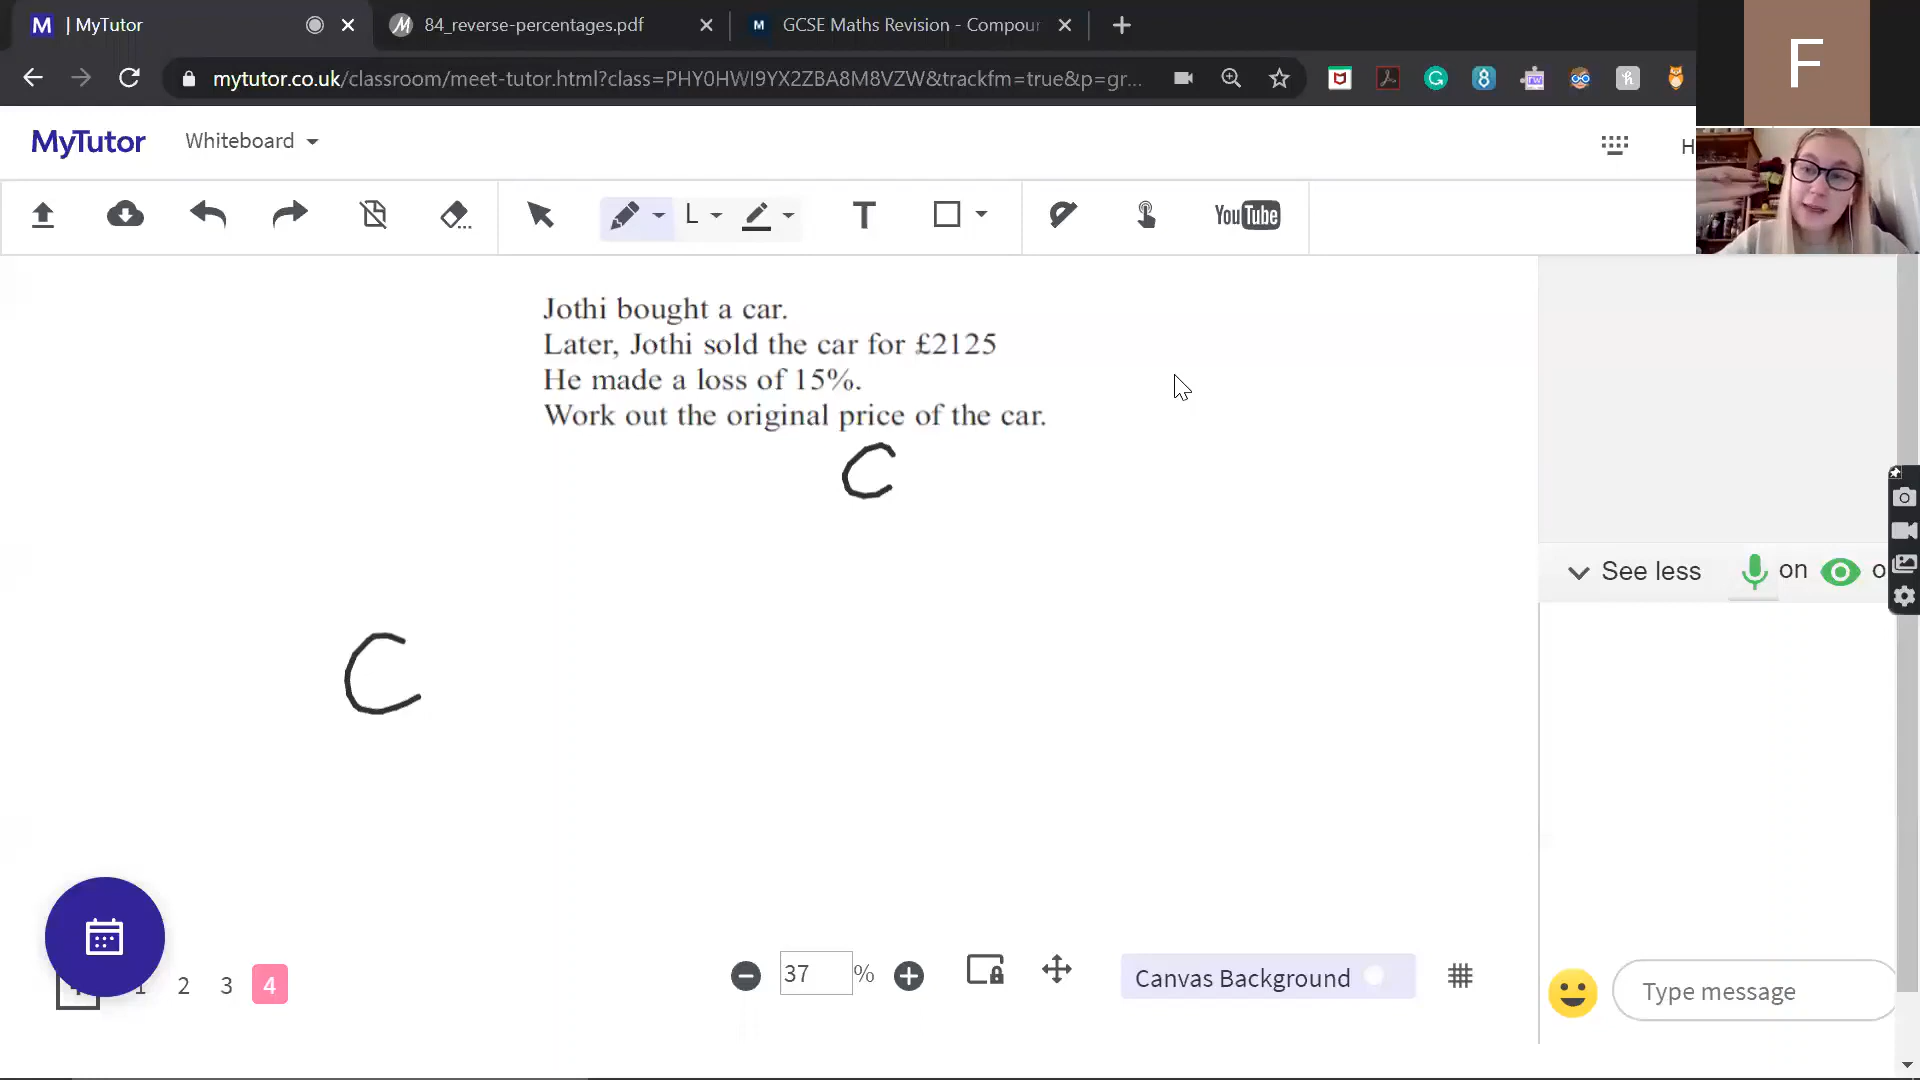 M | MyTutor
84_reverse-percentages.pdf
M GCSE Maths Revision - Compour
mytutor.co.uk/classroom/meet-tutor.html?class=PHY0HWI9YX2ZBA8M8VZW&trackfm=true&p=gr...
F
MyTutor Whiteboard
H
L T YouTube
Jothi bought a car.
Later, Jothi sold the car for £2125
He made a loss of 15%.
Work out the original price of the car.
C
C
See less on o
1 2 3 4
37 %
Canvas Background
Type message